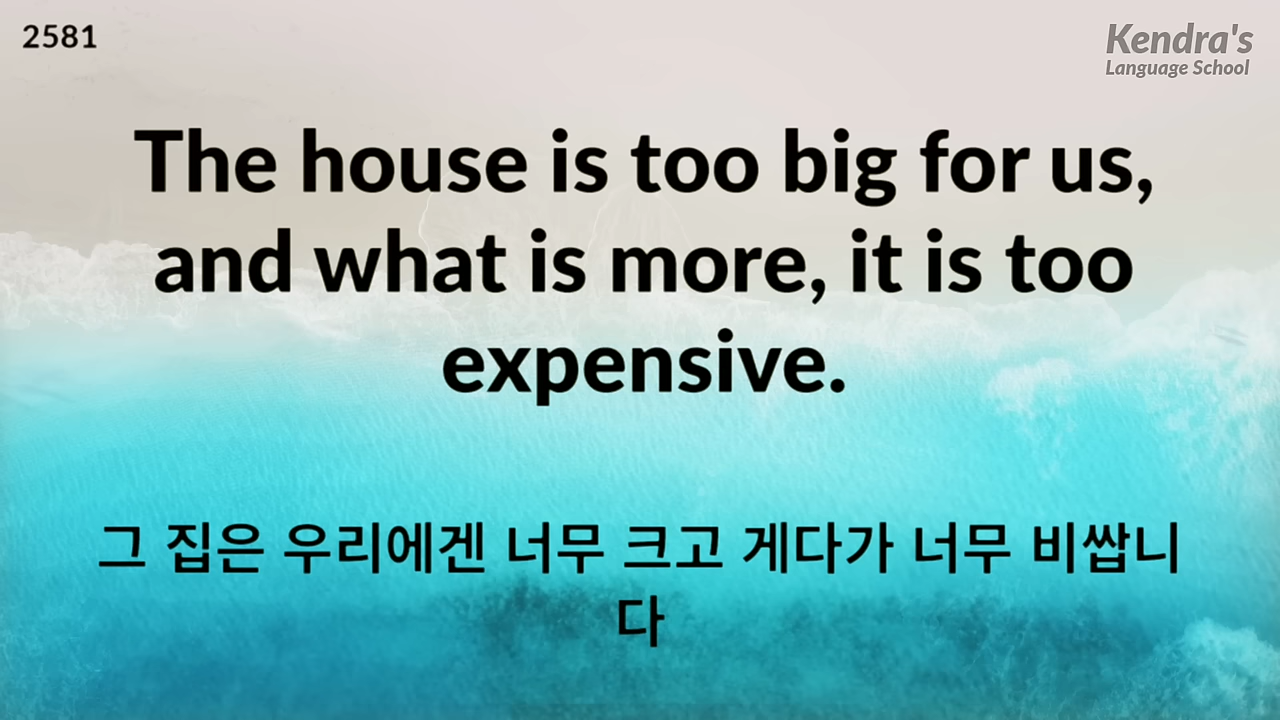 2581
Kendra's
Language School
The house is too big for us,
and what is more, it is too
expensive.
그 집은 우리에겐 너무 크고 게다가 너무 비쌉니
다